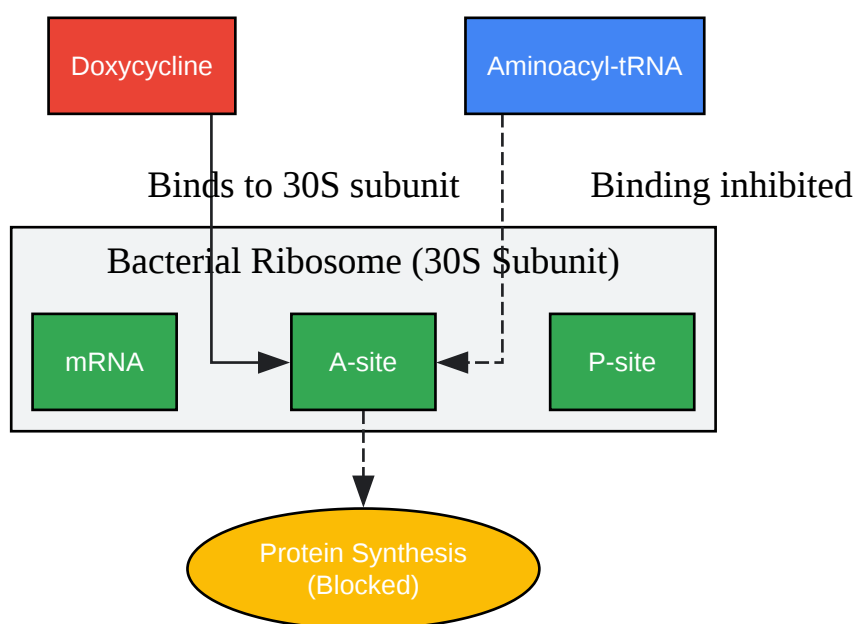 Doxycycline
Aminoacyl-tRNA
Binds to 30S subunit
Binding inhibited
Bacterial Ribosome (30S Subunit)
mRNA
A-site
P-site
Protein Synthesis
(Blocked)